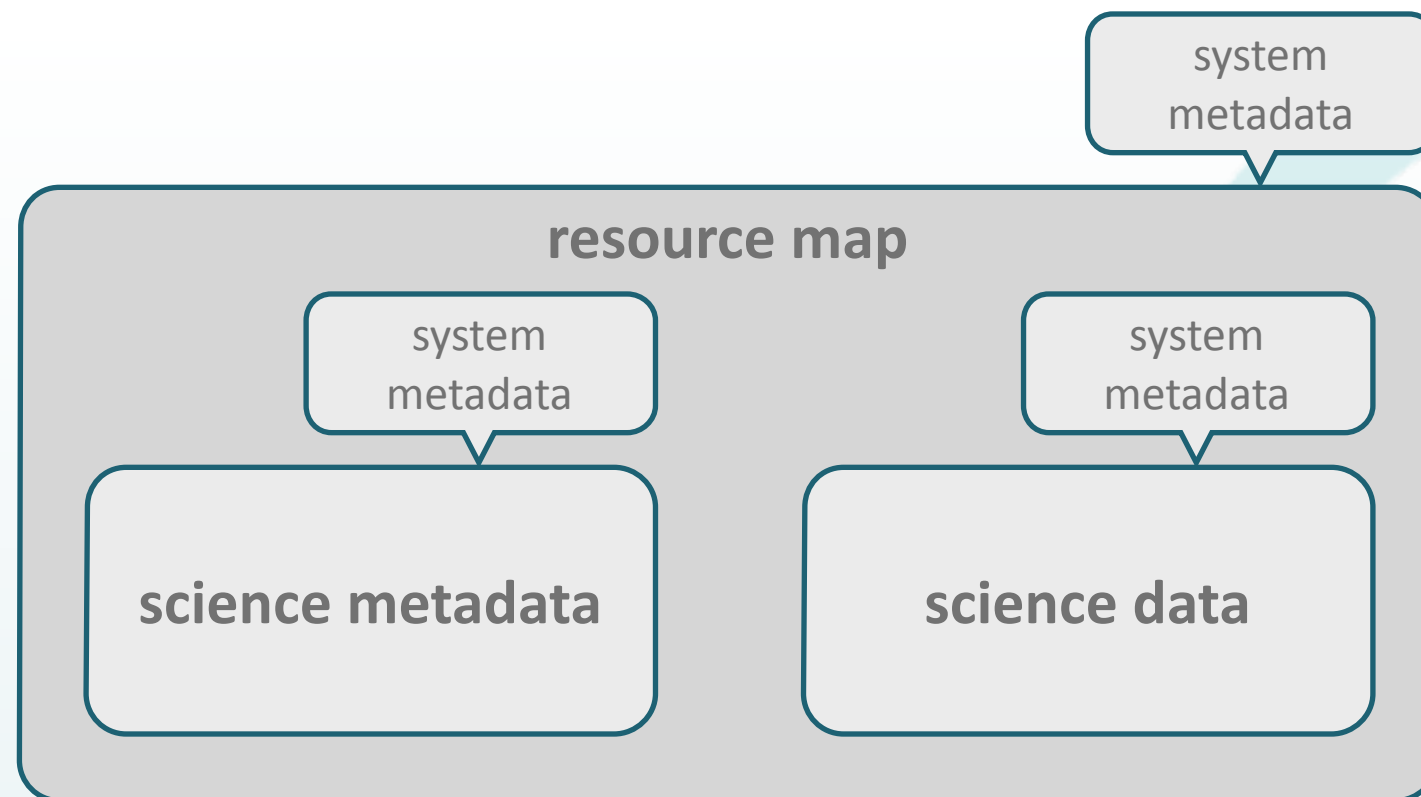 system
metadata
resource map
system
metadata
system
metadata
science metadata
science data